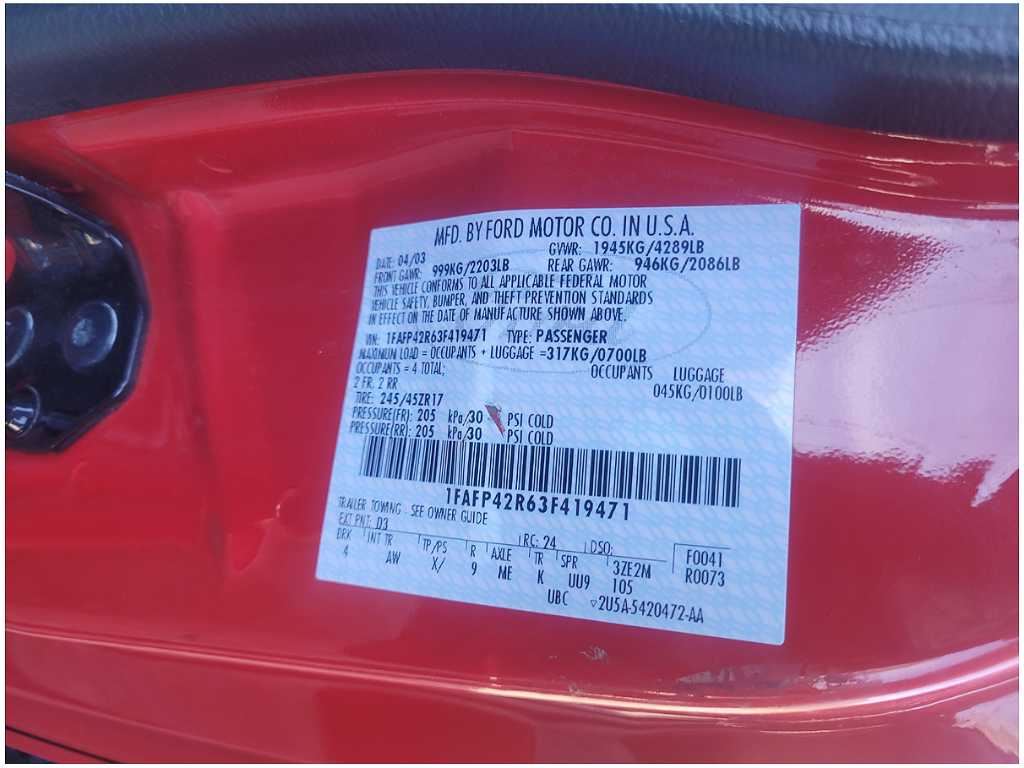 MFD. BY FORD MOTOR CO. IN U.S.A.
DATE: 04/03 GVWR: 1945KG/4289LB
FRONT GAWR: 999KG/2203LB REAR GAWR: 946KG/2086LB
THIS VEHICLE CONFORMS TO ALL APPLICABLE FEDERAL MOTOR
VEHICLE SAFETY, BUMPER, AND THEFT PREVENTION STANDARDS
IN EFFECT ON THE DATE OF MANUFACTURE SHOWN ABOVE.
VIN: 1FAFP42R63F419471 TYPE: PASSENGER
MAXIMUM LOAD = OCCUPANTS + LUGGAGE =317KG/0700LB
OCCUPANTS = 4 TOTAL; OCCUPANTS LUGGAGE
2 FR, 2 RR 045KG/0100LB
TIRE: 245/45ZR17
PRESSURE(FR): 205 kPa/30 PSI COLD
PRESSURE(RR): 205 kPa/30 PSI COLD
1FAFP42R63F419471
TRAILER TOWING - SEE OWNER GUIDE
EXT PNT: D3 RC: 24 DSO: F0041
BRK INT TR TP/PS R AXLE TR SPR 3ZE2M R0073
4 AW X/ 9 ME K UU9 105
UBC ▽2U5A-5420472-AA